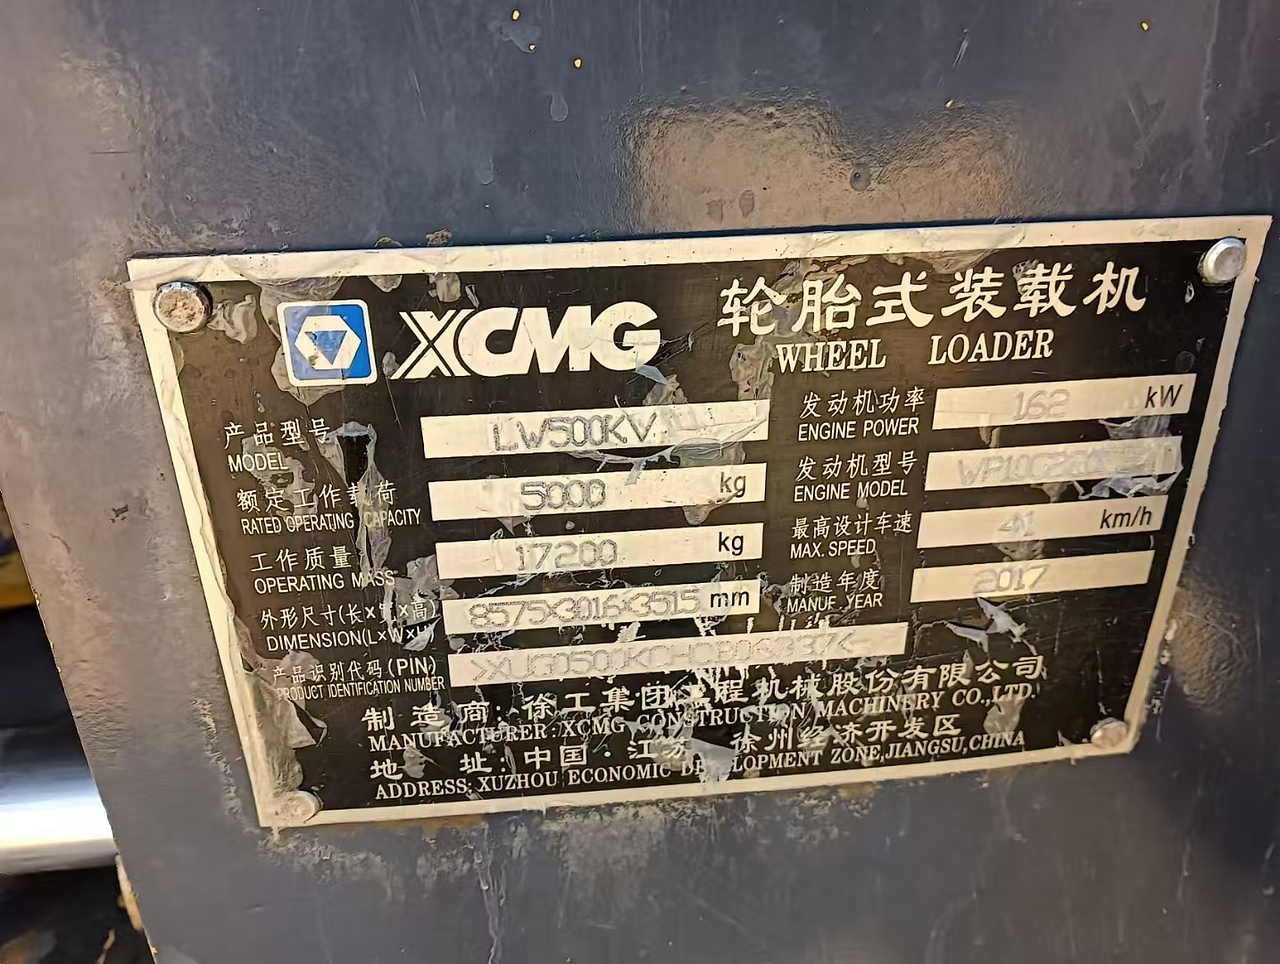 XCMG
轮胎式装载机
WHEEL LOADER
产品型号 LW500KV
MODEL
额定工作载荷 5000 kg
RATED OPERATING CAPACITY
工作质量 17200 kg
OPERATING MASS
外形尺寸(长×宽×高) 8575×3016×3515 mm
DIMENSION(L×W×H)
产品识别代码(PIN)
PRODUCT IDENTIFICATION NUMBER
发动机功率 162 kW
ENGINE POWER
发动机型号
ENGINE MODEL
最高设计车速 41 km/h
MAX. SPEED
制造年度 2017
MANUF. YEAR
制造商:徐工集团工程机械股份有限公司
MANUFACTURER:XCMG CONSTRUCTION MACHINERY CO.,LTD.
地址:中国·江苏 徐州经济开发区
ADDRESS:XUZHOU ECONOMIC DEVELOPMENT ZONE,JIANGSU,CHINA